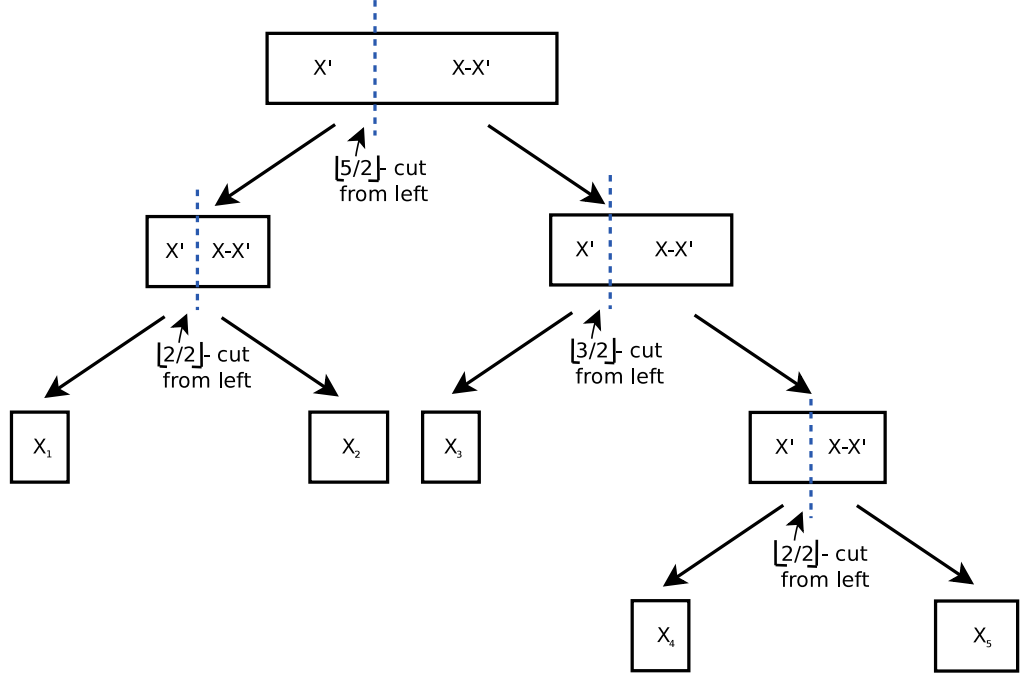 X' X-X'
⌊5/2⌋- cut
from left
X' X-X'
X' X-X'
⌊2/2⌋- cut
from left
⌊3/2⌋- cut
from left
X₁
X₂
X₃
X' X-X'
⌊2/2⌋- cut
from left
X₄
X₅